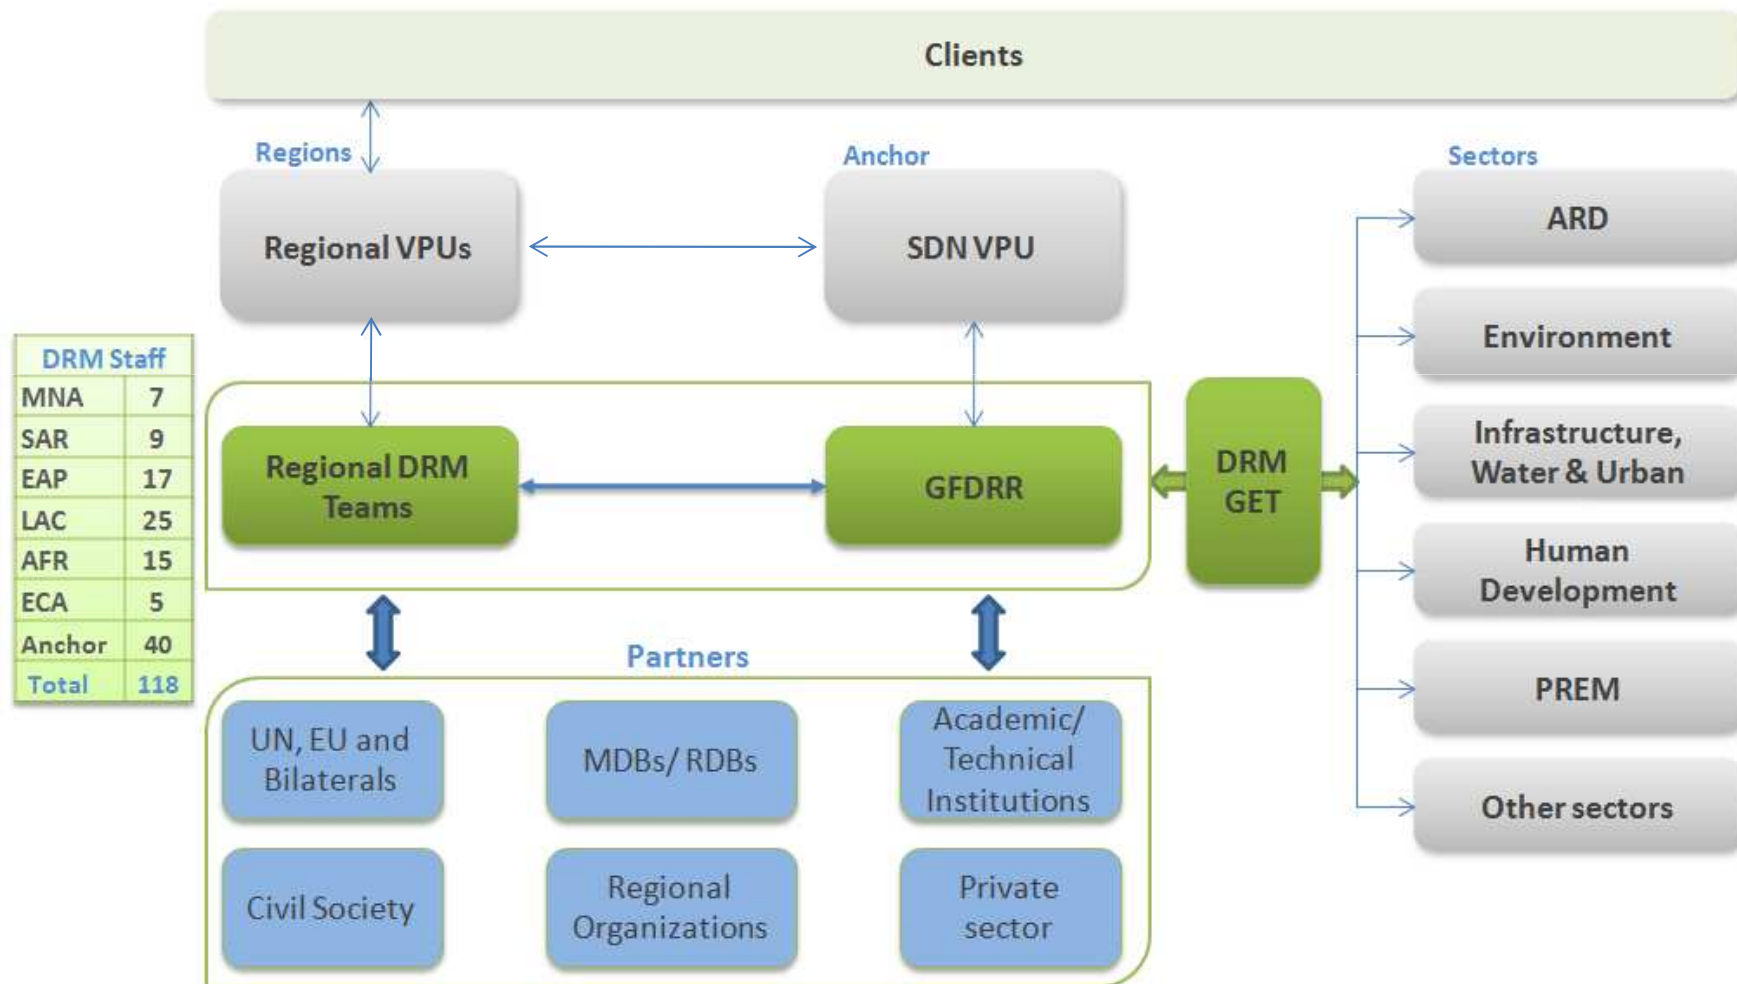 Clients
Regions
Anchor
Sectors
Regional VPUs
SDN VPU
ARD
Environment
DRM Staff
MNA 7
SAR 9
EAP 17
LAC 25
AFR 15
ECA 5
Anchor 40
Total 118
Regional DRM
Teams
GFDRR
DRM
GET
Infrastructure,
Water & Urban
Human
Development
PREM
Other sectors
Partners
UN, EU and
Bilaterals
MDBs/ RDBs
Academic/
Technical
Institutions
Civil Society
Regional
Organizations
Private
sector